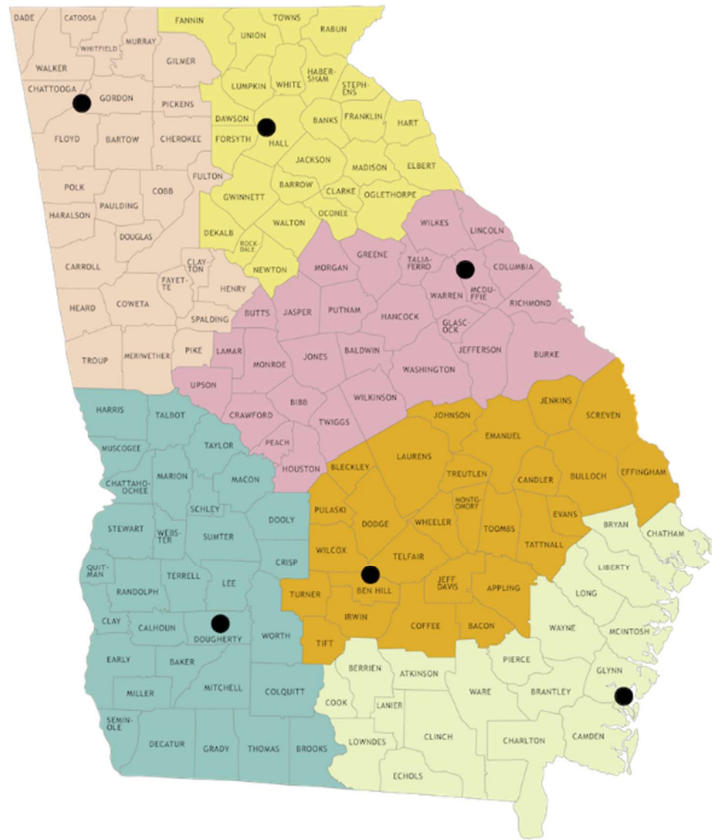 DADE
CATOOSA
FANNIN
TOWNS
RABUN
UNION
MURRAY
WHITFIELD
GILMER
WALKER
HABER-
SHAM
LUMPKIN
WHITE
STEPH-
ENS
CHATTOOGA
GORDON
PICKENS
DAWSON
BANKS
FRANKLIN
HART
FLOYD
BARTOW
CHEROKEE
FORSYTH
HALL
JACKSON
MADISON
ELBERT
FULTON
POLK
COBB
GWINNETT
BARROW
CLARKE
OGLETHORPE
PAULDING
HARALSON
OCONEE
WALTON
WILKES
LINCOLN
DOUGLAS
DEKALB
ROCK-
DALE
NEWTON
CARROLL
CLAY-
TON
MORGAN
GREENE
TALIA-
FERRO
COLUMBIA
FAYET-
TE
HENRY
WARREN
MCDU-
FFIE
RICHMOND
HEARD
COWETA
SPALDING
BUTTS
JASPER
PUTNAM
HANCOCK
GLASC-
OCK
TROUP
MERIWETHER
PIKE
LAMAR
MONROE
JONES
BALDWIN
JEFFERSON
BURKE
WASHINGTON
UPSON
BIBB
WILKINSON
CRAWFORD
TWIGGS
JOHNSON
JENKINS
SCREVEN
HARRIS
TALBOT
TAYLOR
PEACH
EMANUEL
MUSCOGEE
HOUSTON
BLECKLEY
LAURENS
MARION
MACON
TREUTLEN
CANDLER
BULLOCH
EFFINGHAM
CHATTAHO-
OCHEE
SCHLEY
DOOLY
PULASKI
DODGE
MONTG-
OMORY
WHEELER
TOOMBS
EVANS
STEWART
WEBS-
TER
SUMTER
TATTNALL
BRYAN
CHATHAM
WILCOX
TELFAIR
CRISP
QUIT-
MAN
TERRELL
LEE
LIBERTY
RANDOLPH
TURNER
BEN HILL
JEFF
DAVIS
APPLING
LONG
CLAY
CALHOUN
DOUGHERTY
WORTH
IRWIN
COFFEE
BACON
WAYNE
MCINTOSH
TIFT
EARLY
BAKER
BERRIEN
ATKINSON
PIERCE
GLYNN
MILLER
MITCHELL
COLQUITT
COOK
LANIER
WARE
BRANTLEY
SEMIN-
OLE
DECATUR
GRADY
THOMAS
BROOKS
LOWNDES
CLINCH
CHARLTON
CAMDEN
ECHOLS